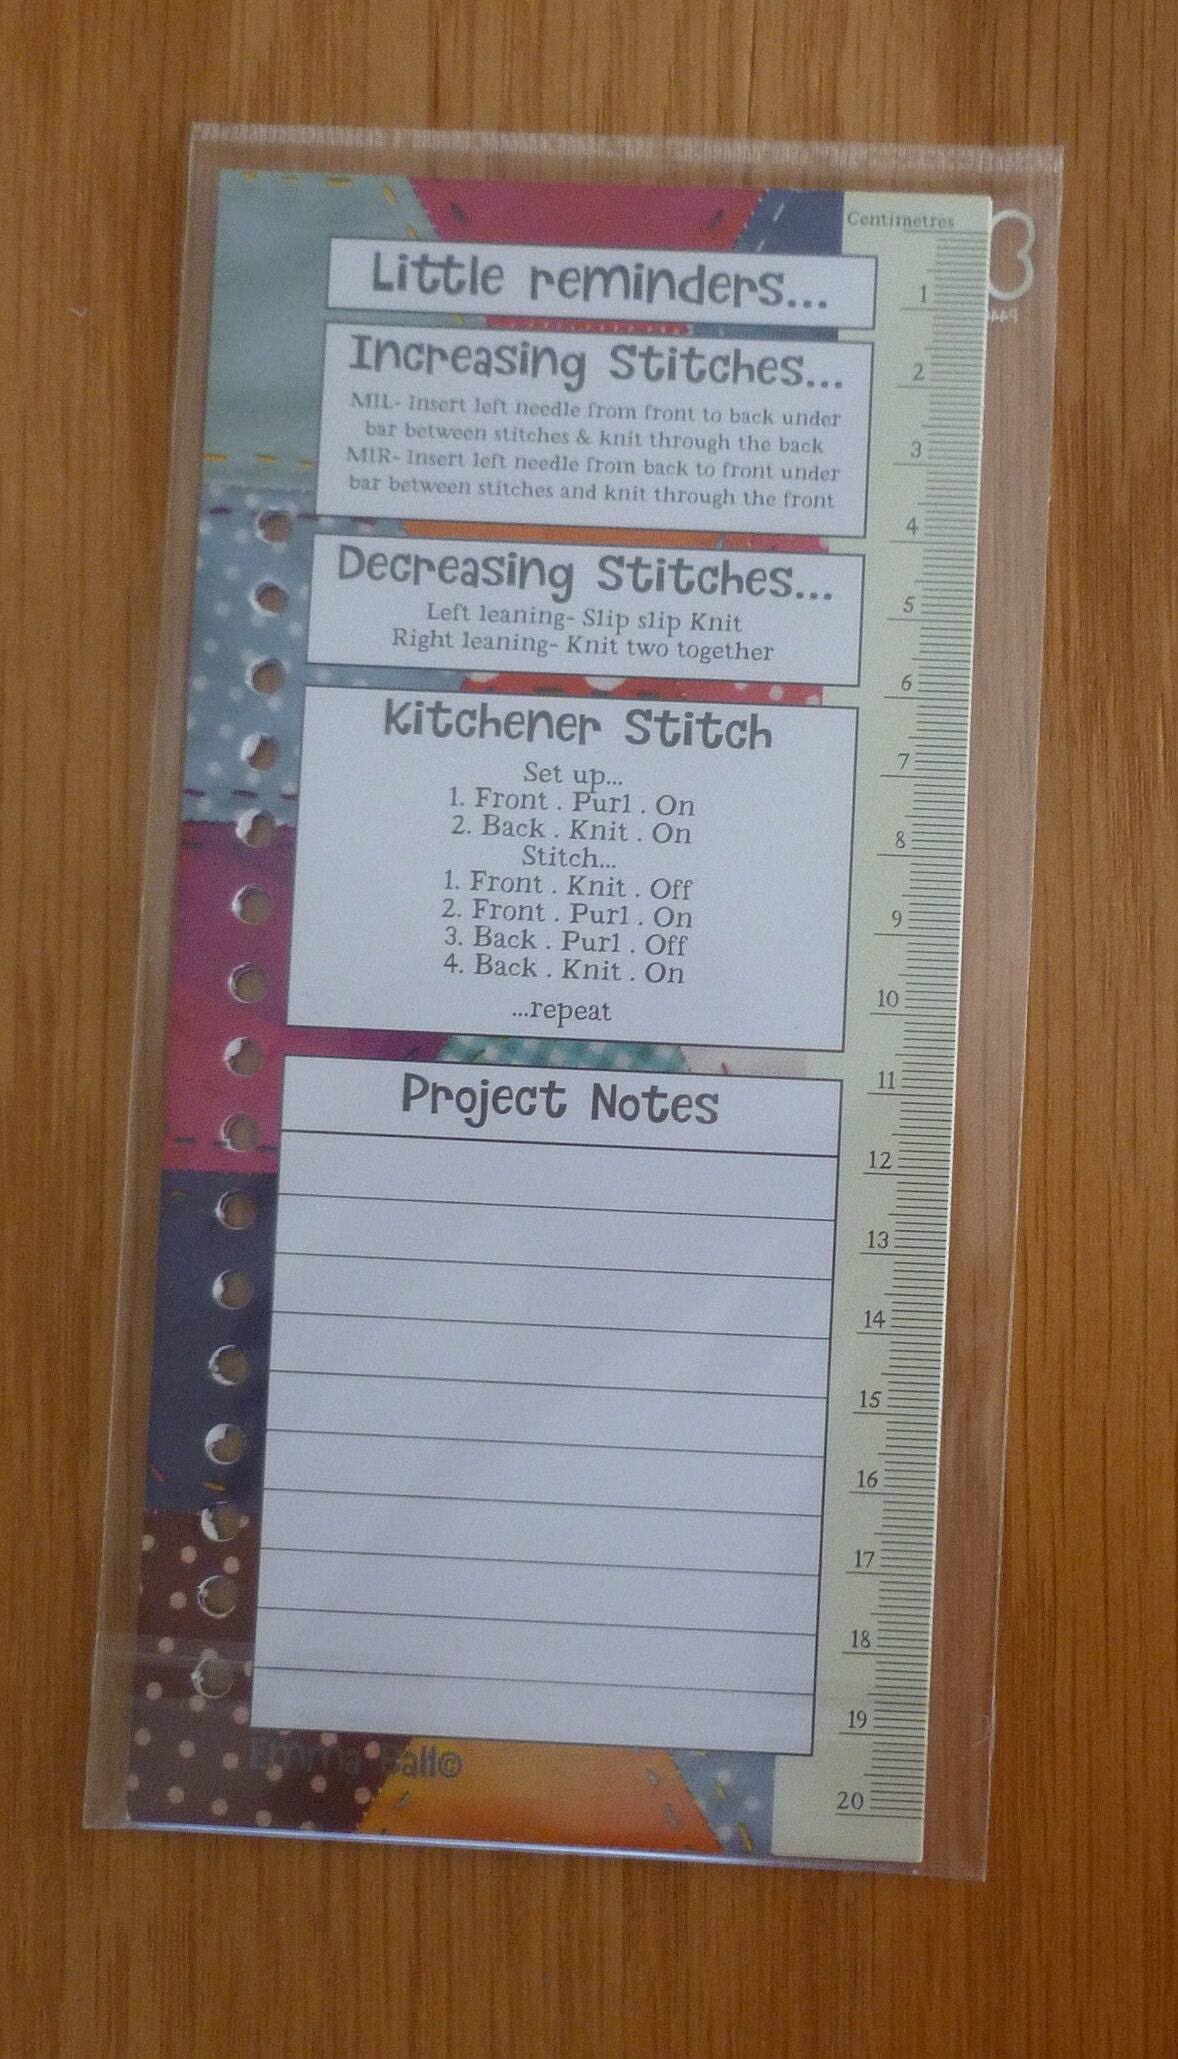 Centimetres
Little reminders...
Increasing Stitches...
M1L- Insert left needle from front to back under
bar between stitches & knit through the back
M1R- Insert left needle from back to front under
bar between stitches and knit through the front
Decreasing Stitches...
Left leaning- Slip slip Knit
Right leaning- Knit two together
Kitchener Stitch
Set up...
1. Front . Purl . On
2. Back . Knit . On
Stitch...
1. Front . Knit . Off
2. Front . Purl . On
3. Back . Purl . Off
4. Back . Knit . On
...repeat
Project Notes
Emma Ball©
1
2
3
4
5
6
7
8
9
10
11
12
13
14
15
16
17
18
19
20